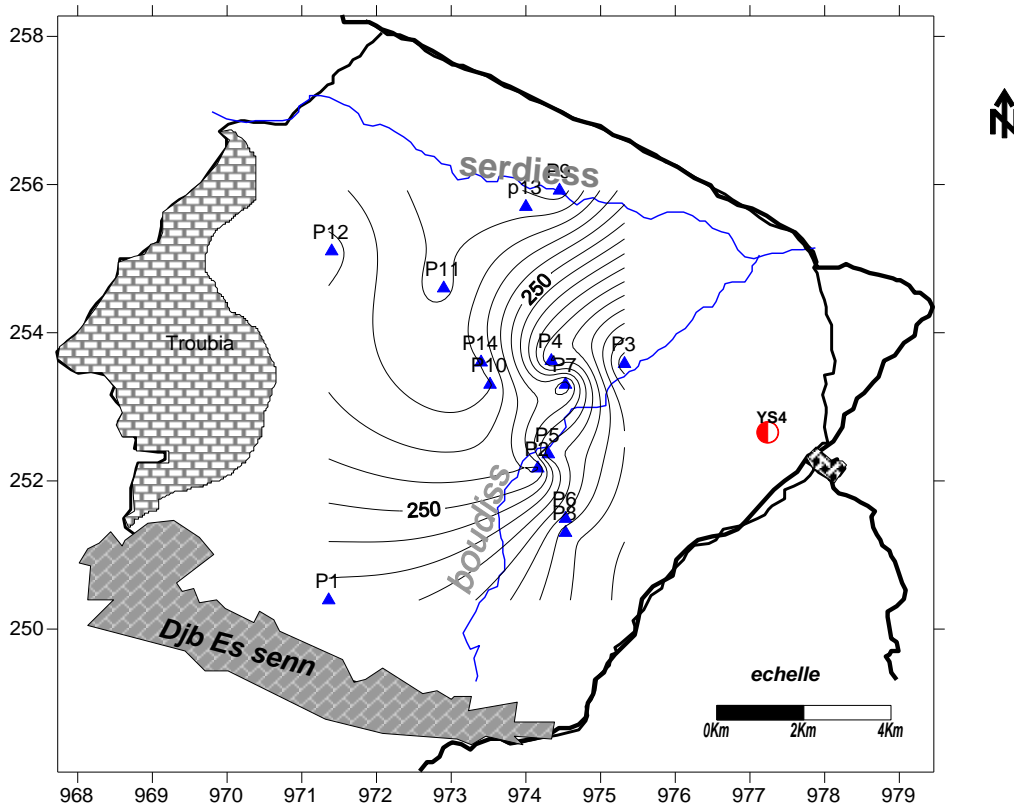 258
N
256
254
252
250
serdiess
P9
p13
P12
P11
250
P14
P4
P3
P10
P7
Troubia
YS4
P5
P2
P6
P8
250
boudiss
P1
Djb Es senn
echelle
0Km 2Km 4Km
968 969 970 971 972 973 974 975 976 977 978 979